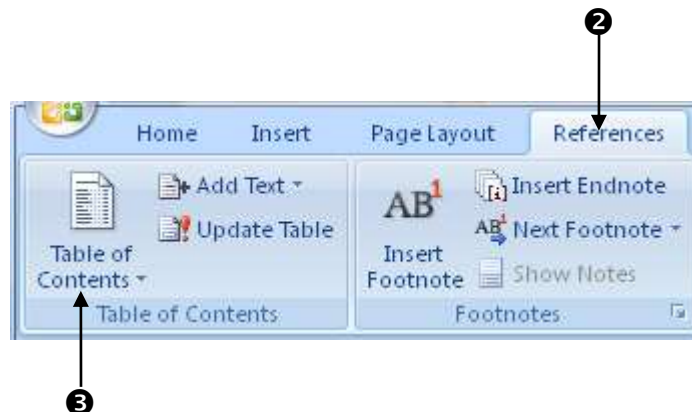 ❷
Home Insert Page Layout References
Add Text
Update Table
Table of
Contents
Table of Contents
AB1
Insert
Footnote
[i] Insert Endnote
AB1 Next Footnote
Show Notes
Footnotes
❸